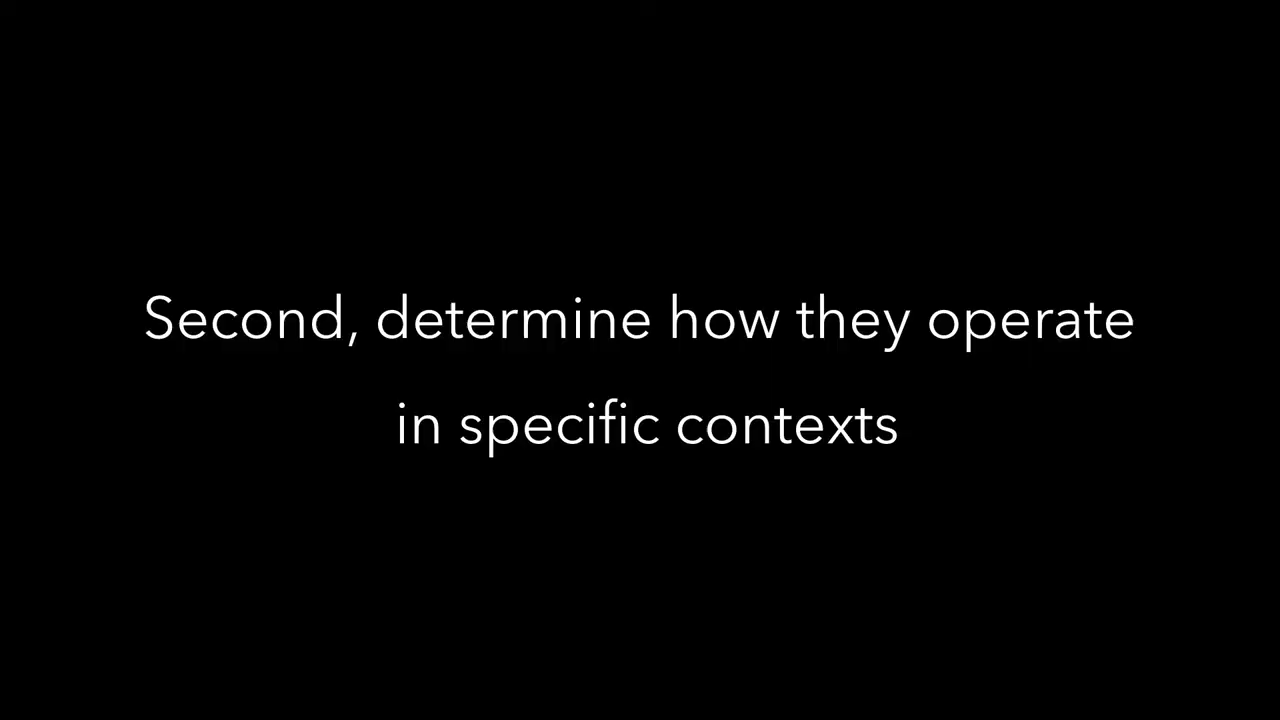 Second, determine how they operate
in specific contexts